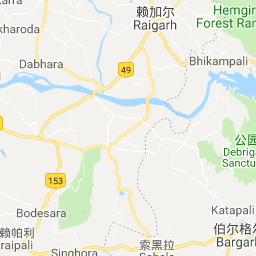 赖加尔
Raigarh
Hemgir
Forest Ran
kharoda
Bhikampali
Dabhara
49
公园
Debrig
Sanctu
153
Bodesara
Katapali
赖帕利
raipali
伯尔格尔
Bargarh
Singhora
索黑拉